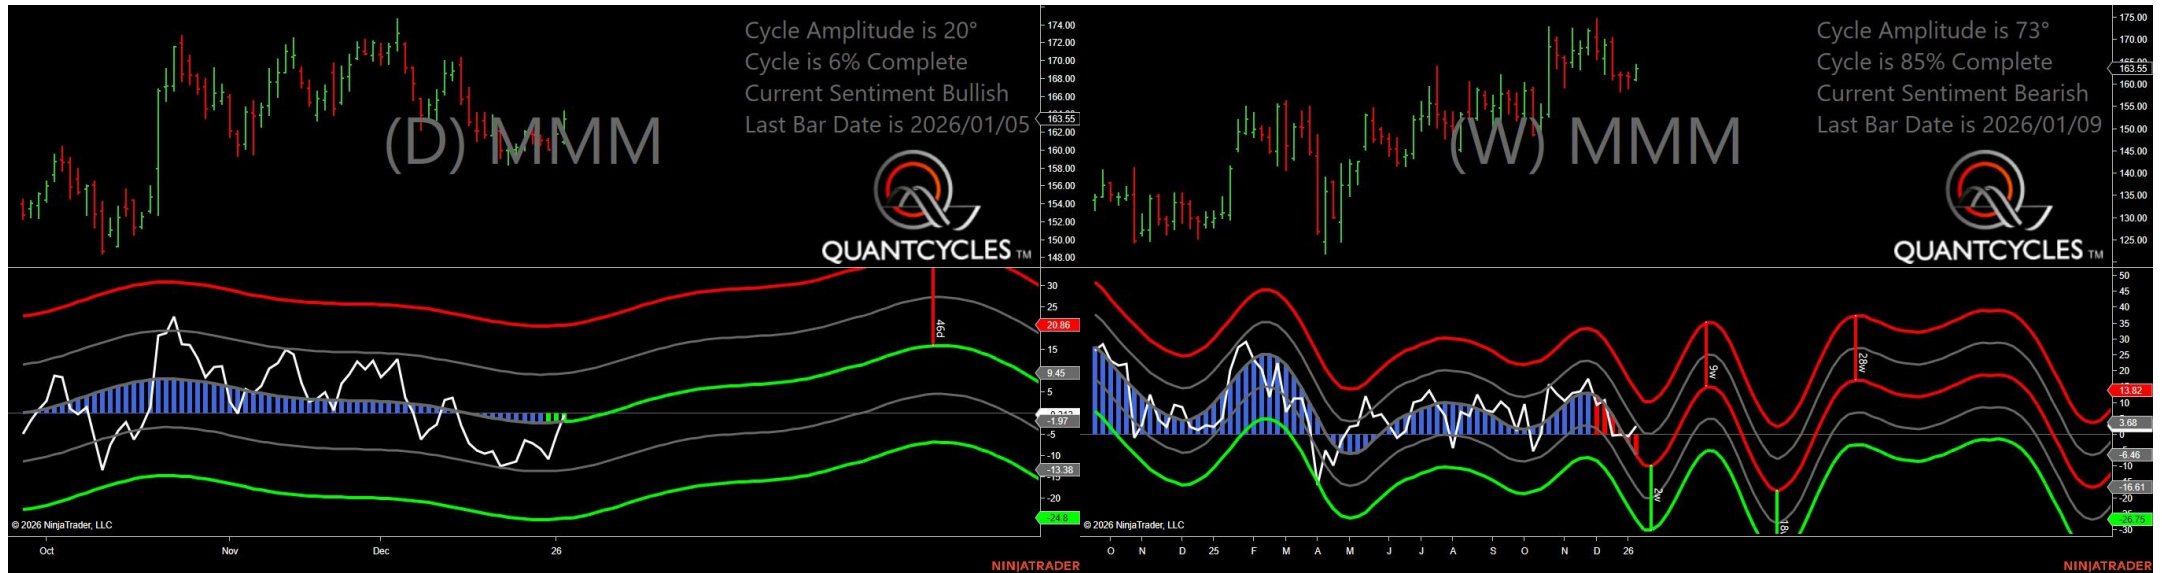 Cycle Amplitude is 20°
Cycle is 6% Complete
Current Sentiment Bullish
Last Bar Date is 2026/01/05
(D) MMM
QUANTCYCLES TM
174.00
172.00
170.00
168.00
166.00
163.55
162.00
160.00
158.00
156.00
154.00
152.00
150.00
148.00
46d
30
25
20.86
15
9.45
-1.97
-5
-10
-13.38
-20
-24.8
© 2026 NinjaTrader, LLC
Oct Nov Dec 26
NINJATRADER
Cycle Amplitude is 73°
Cycle is 85% Complete
Current Sentiment Bearish
Last Bar Date is 2026/01/09
(W) MMM
QUANTCYCLES TM
175.00
170.00
163.55
160.00
155.00
150.00
145.00
140.00
135.00
130.00
125.00
2w
9w
28w
50
45
40
35
30
25
20
13.82
10
3.68
0
-6.46
-10
-16.61
-20
-26.75
-30
© 2026 NinjaTrader, LLC
O N D 25 F M A M J J A S O N D 26
NINJATRADER